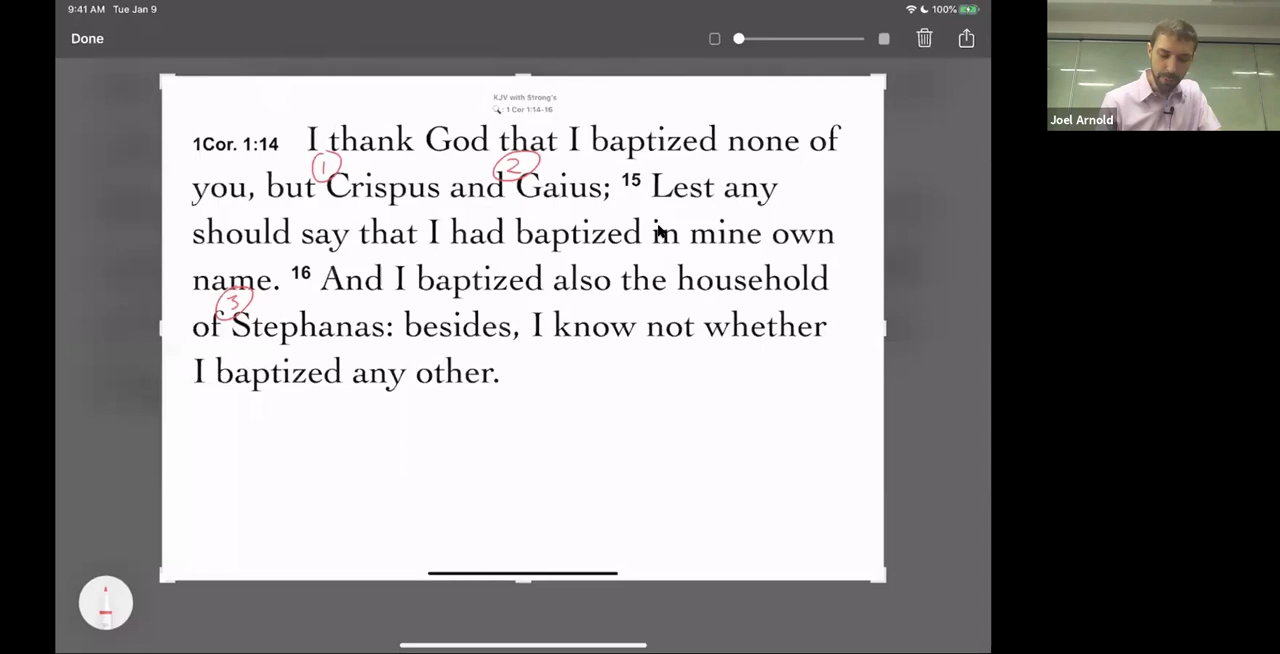 9:41 AM Tue Jan 9
100%
Done
KJV with Strong's
: 1 Cor 1:14-16
1Cor. 1:14 I thank God that I baptized none of
1 2
you, but Crispus and Gaius; 15 Lest any
should say that I had baptized in mine own
name. 16 And I baptized also the household
3
of Stephanas: besides, I know not whether
I baptized any other.
Joel Arnold